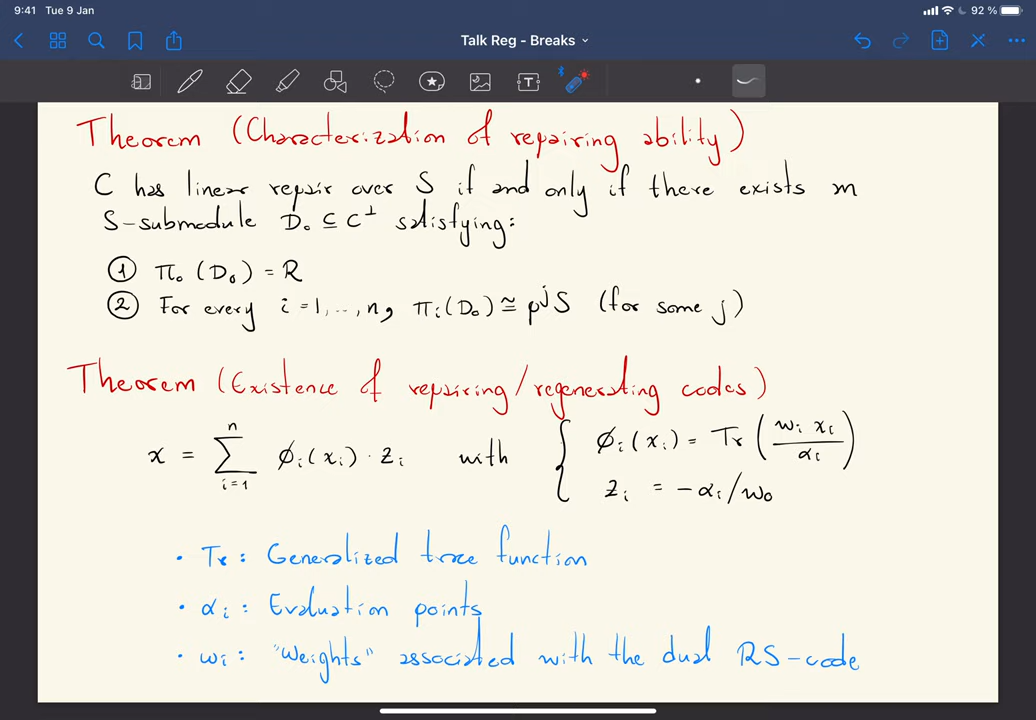 9:41 Tue 9 Jan 92 %
Talk Reg - Breaks
Theorem (Characterization of repairing ability)
C has linear repair over S if and only if there exists m
S-submodule D₀ ⊆ C⊥ satisfying:
① π₀ (D₀) = R
② For every i = 1, ..., n, πᵢ(D₀) ≅ pʲS (for some j)
Theorem (Existence of repairing/regenerating codes)
x = ∑ᵢ₌₁ⁿ ϕᵢ(xᵢ) · zᵢ with { ϕᵢ(xᵢ) = Tr (wᵢ xᵢ / αᵢ)
zᵢ = -αᵢ/w₀
• Tr: Generalized trace function
• αᵢ: Evaluation points
• wᵢ: "Weights" associated with the dual RS-code